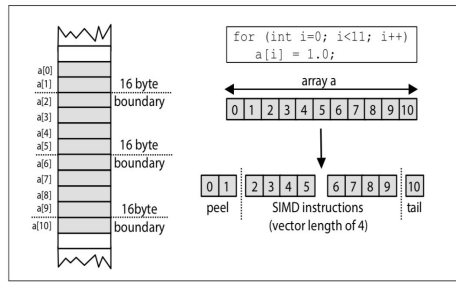 for (int i=0; i<11; i++)
a[i] = 1.0;
a[0]
a[1]
a[2]
a[3]
a[4]
a[5]
a[6]
a[7]
a[8]
a[9]
a[10]
16 byte
boundary
16 byte
boundary
16byte
boundary
array a
0 1 2 3 4 5 6 7 8 9 10
0 1 2 3 4 5 6 7 8 9 10
peel SIMD instructions tail
(vector length of 4)